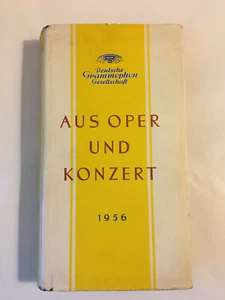 Deutsche
Grammophon
Gesellschaft
AUS OPER
UND
KONZERT
1956